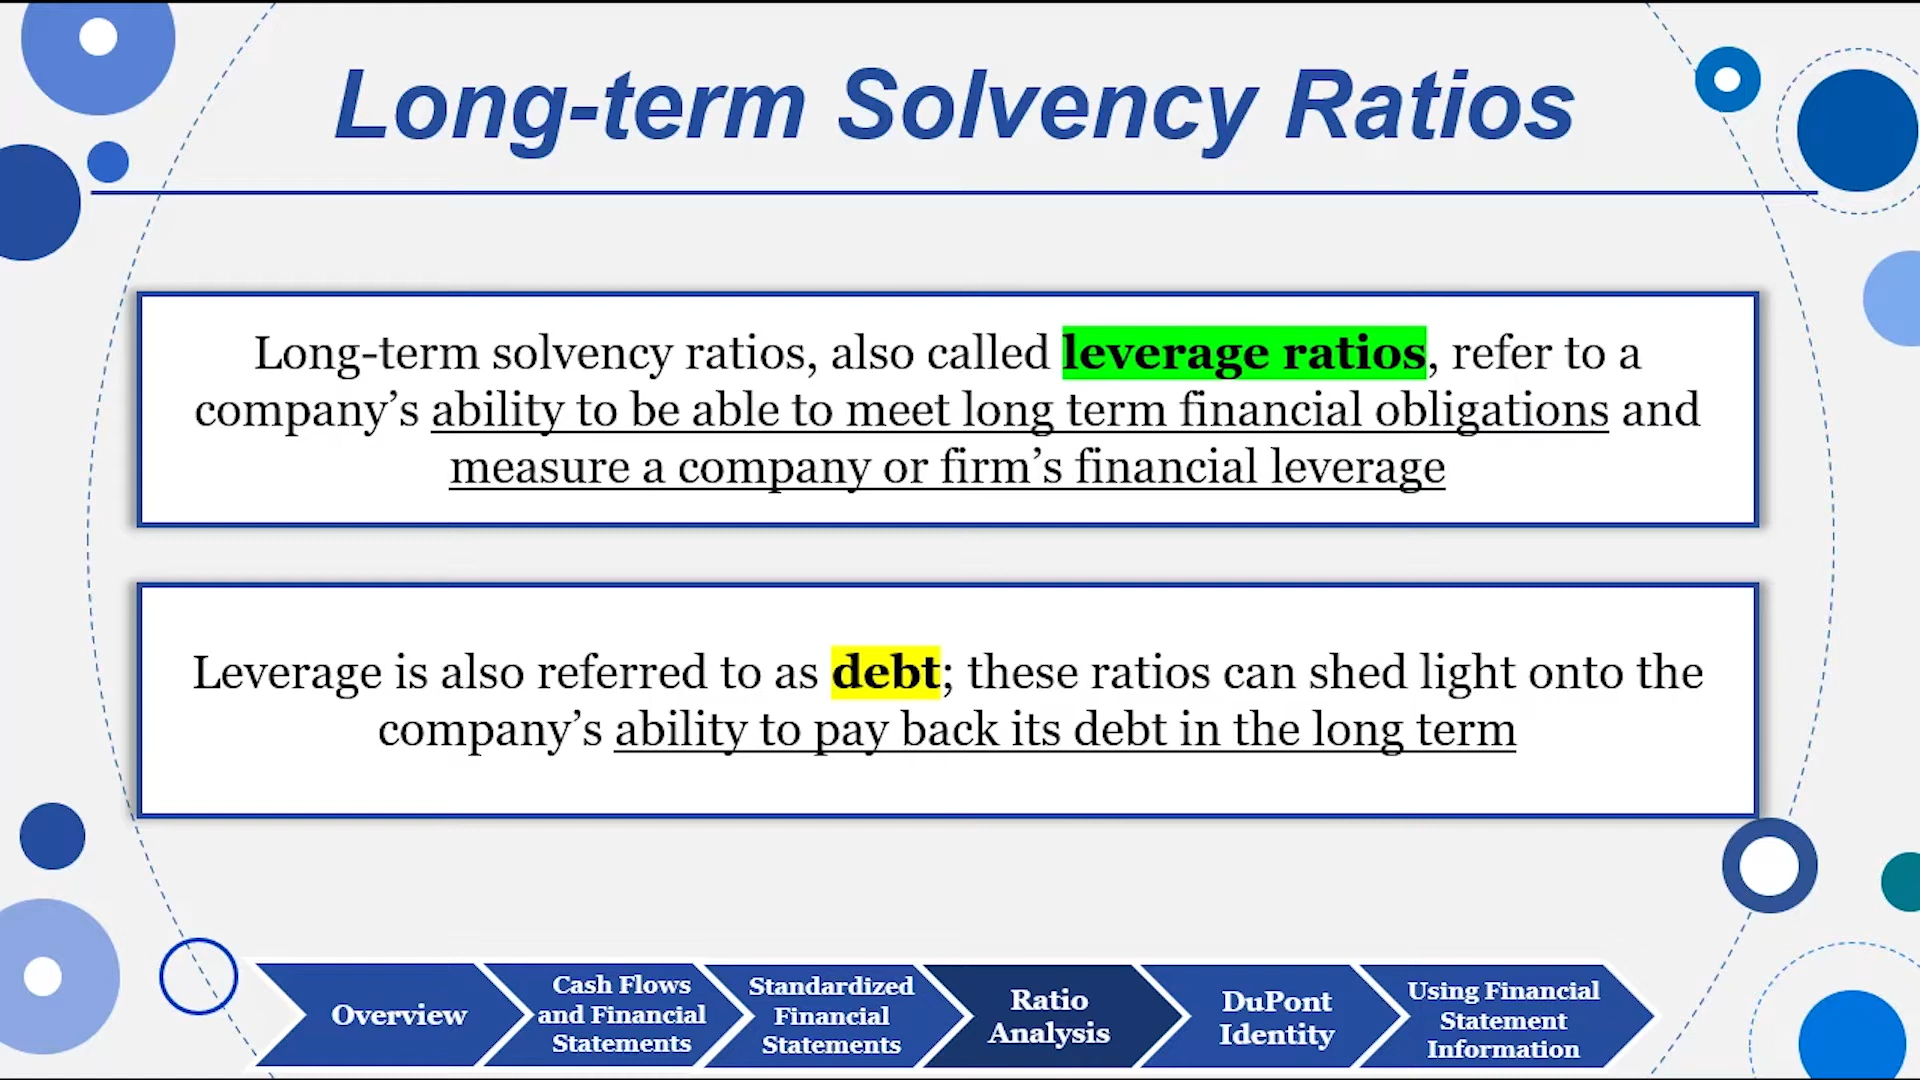 Long-term Solvency Ratios
Long-term solvency ratios, also called leverage ratios, refer to a
company’s ability to be able to meet long term financial obligations and
measure a company or firm’s financial leverage
Leverage is also referred to as debt; these ratios can shed light onto the
company’s ability to pay back its debt in the long term
Overview
Cash Flows
and Financial
Statements
Standardized
Financial
Statements
Ratio
Analysis
DuPont
Identity
Using Financial
Statement
Information